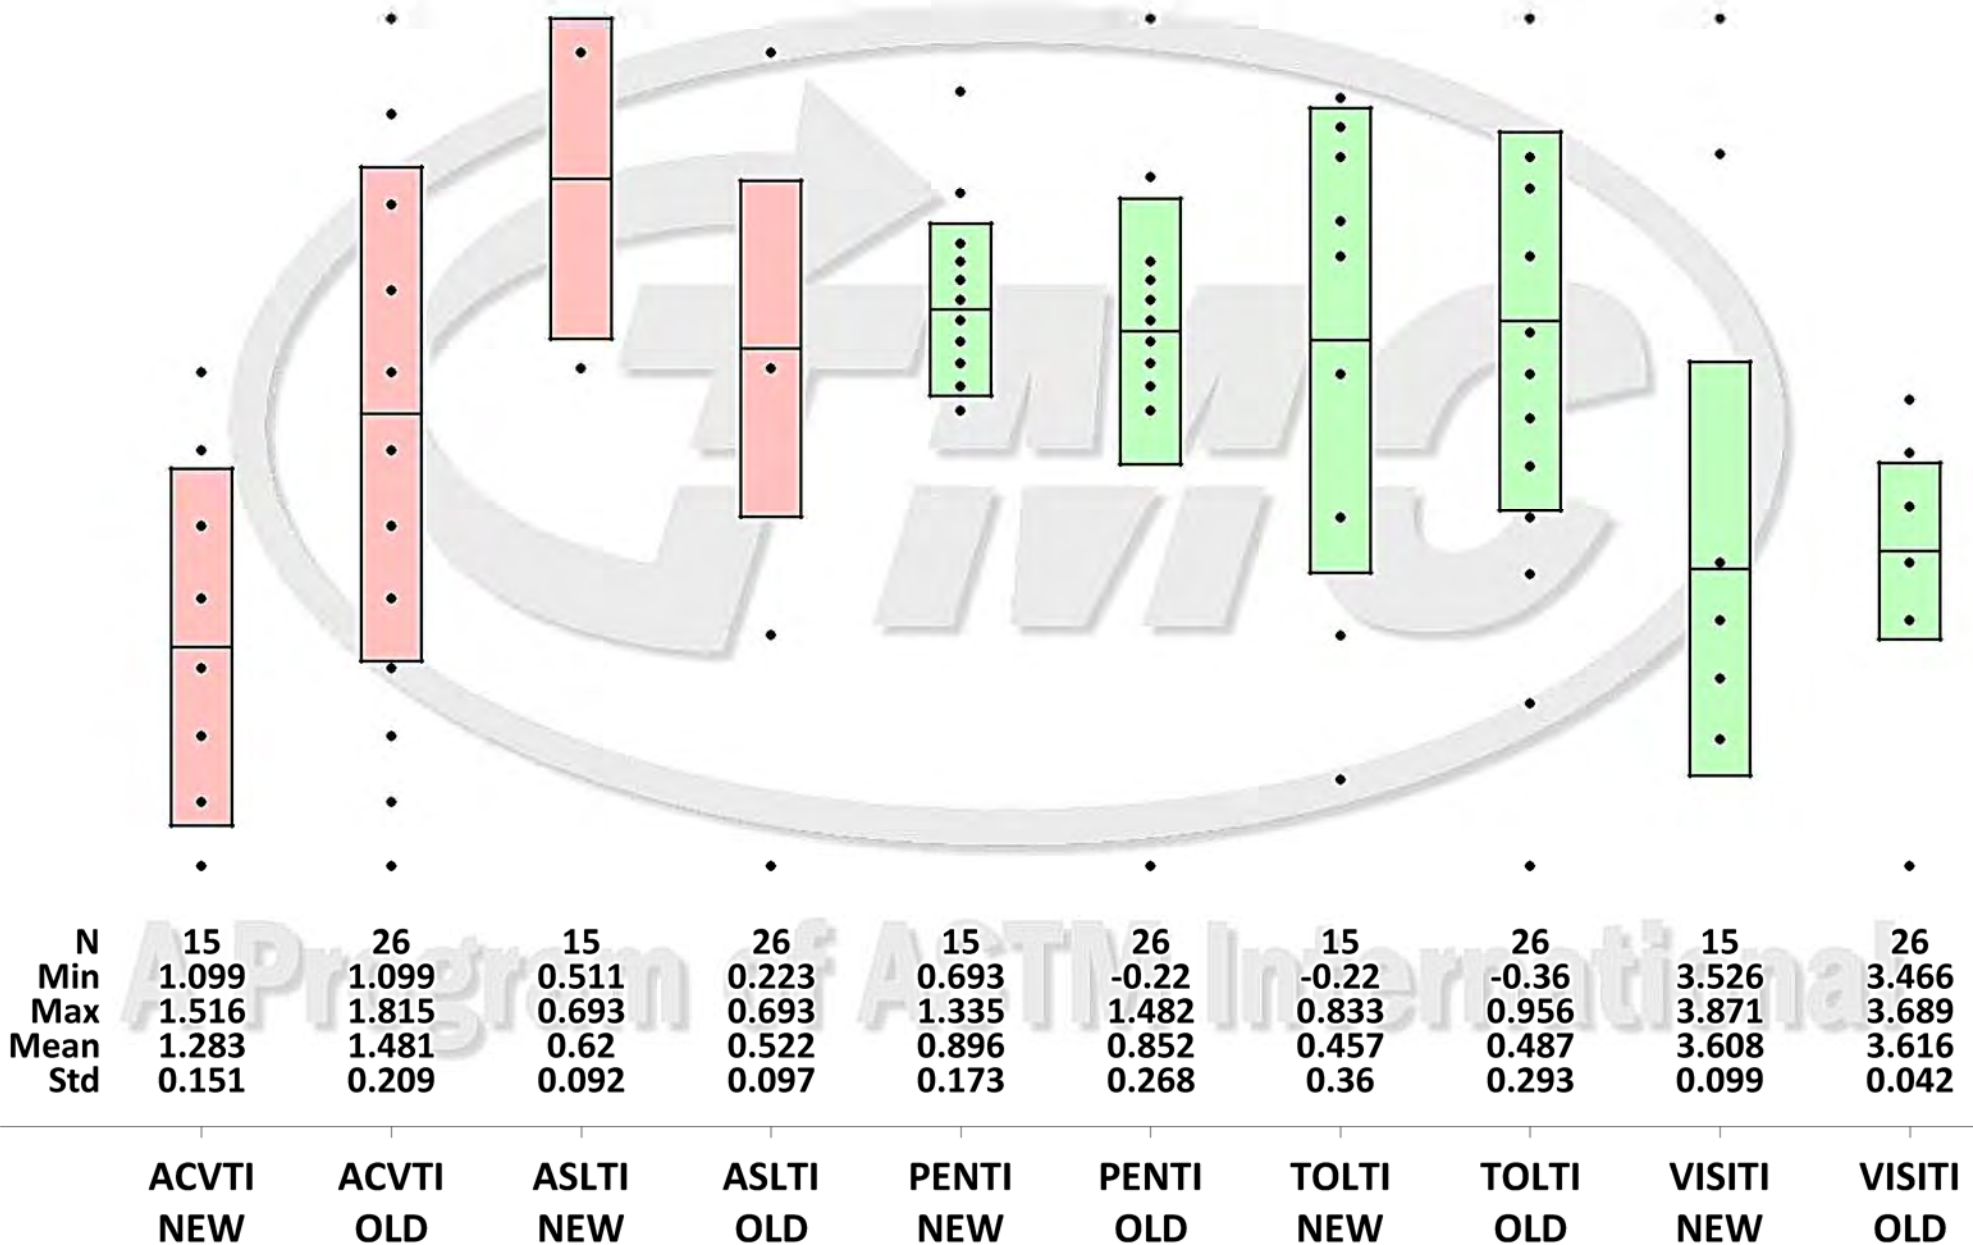 TMC
A Program of ASTM International
N 15 26 15 26 15 26 15 26 15 26
Min 1.099 1.099 0.511 0.223 0.693 -0.22 -0.22 -0.36 3.526 3.466
Max 1.516 1.815 0.693 0.693 1.335 1.482 0.833 0.956 3.871 3.689
Mean 1.283 1.481 0.62 0.522 0.896 0.852 0.457 0.487 3.608 3.616
Std 0.151 0.209 0.092 0.097 0.173 0.268 0.36 0.293 0.099 0.042
ACVTI ACVTI ASLTI ASLTI PENTI PENTI TOLTI TOLTI VISITI VISITI
NEW OLD NEW OLD NEW OLD NEW OLD NEW OLD